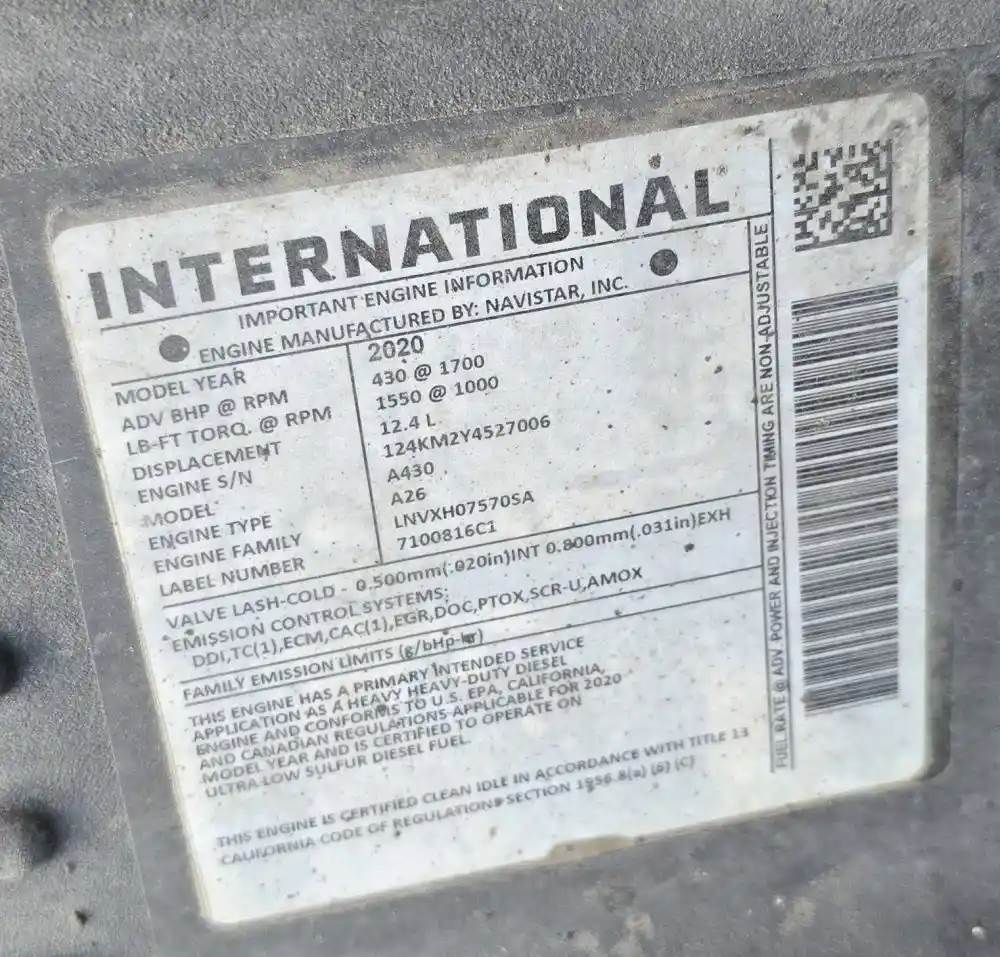 INTERNATIONAL®
IMPORTANT ENGINE INFORMATION
ENGINE MANUFACTURED BY: NAVISTAR, INC.
MODEL YEAR 2020
ADV BHP @ RPM 430 @ 1700
LB-FT TORQ. @ RPM 1550 @ 1000
DISPLACEMENT 12.4 L
ENGINE S/N 124KM2Y4527006
MODEL A430
ENGINE TYPE A26
ENGINE FAMILY LNVXH07570SA
LABEL NUMBER 7100816C1
VALVE LASH-COLD - 0.500mm(.020in)INT 0.800mm(.031in)EXH
EMISSION CONTROL SYSTEMS:
DDI,TC(1),ECM,CAC(1),EGR,DOC,PTOX,SCR-U,AMOX
FAMILY EMISSION LIMITS (g/bHp-hr)
THIS ENGINE HAS A PRIMARY INTENDED SERVICE
APPLICATION AS A HEAVY HEAVY-DUTY DIESEL
ENGINE AND CONFORMS TO U.S. EPA, CALIFORNIA,
AND CANADIAN REGULATIONS APPLICABLE FOR 2020
MODEL YEAR AND IS CERTIFIED TO OPERATE ON
ULTRA LOW SULFUR DIESEL FUEL.
THIS ENGINE IS CERTIFIED CLEAN IDLE IN ACCORDANCE WITH TITLE 13
CALIFORNIA CODE OF REGULATIONS SECTION 1956.8(a) (6) (C)
FUEL RATE @ ADV. POWER AND INJECTION TIMING ARE NON-ADJUSTABLE